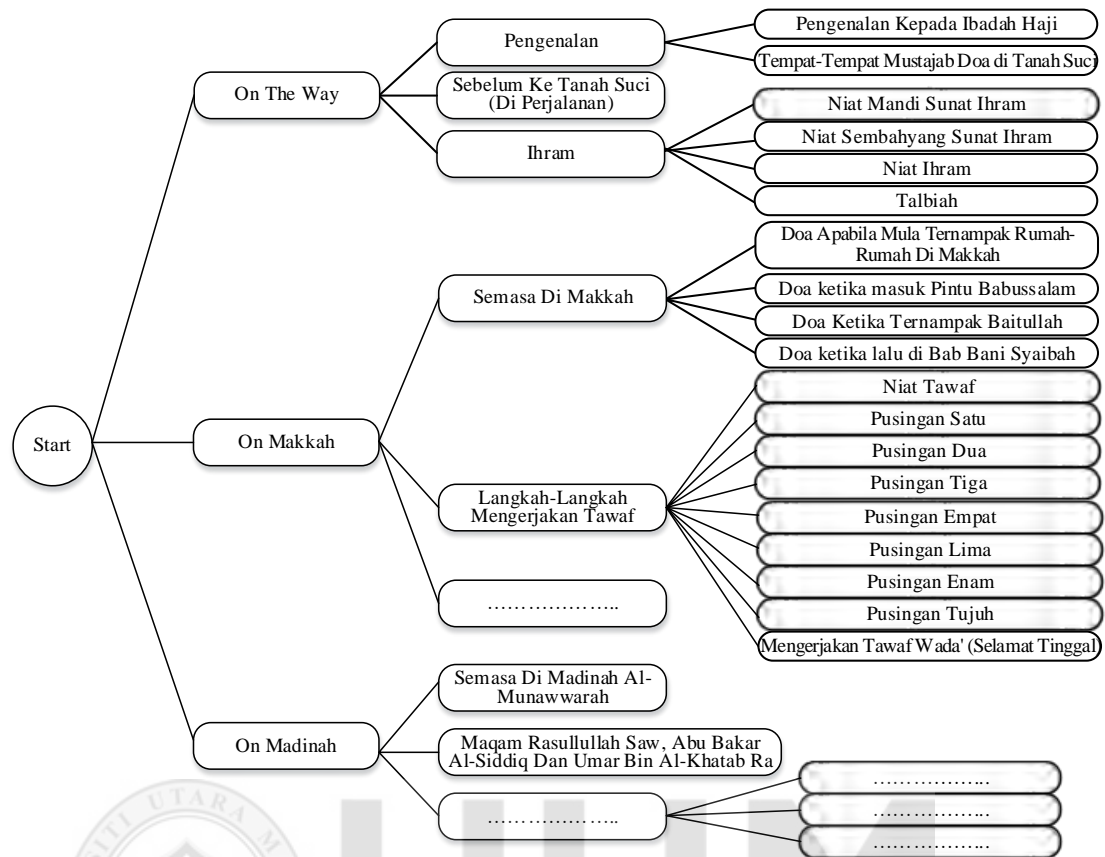 Start
On The Way
Pengenalan
Pengenalan Kepada Ibadah Haji
Tempat-Tempat Mustajab Doa di Tanah Suci
Sebelum Ke Tanah Suci
(Di Perjalanan)
Ihram
Niat Mandi Sunat Ihram
Niat Sembahyang Sunat Ihram
Niat Ihram
Talbiah
On Makkah
Semasa Di Makkah
Doa Apabila Mula Ternampak Rumah-
Rumah Di Makkah
Doa ketika masuk Pintu Babussalam
Doa Ketika Ternampak Baitullah
Doa ketika lalu di Bab Bani Syaibah
Langkah-Langkah
Mengerjakan Tawaf
Niat Tawaf
Pusingan Satu
Pusingan Dua
Pusingan Tiga
Pusingan Empat
Pusingan Lima
Pusingan Enam
Pusingan Tujuh
Mengerjakan Tawaf Wada' (Selamat Tinggal)
………………..
On Madinah
Semasa Di Madinah Al-
Munawwarah
Maqam Rasullullah Saw, Abu Bakar
Al-Siddiq Dan Umar Bin Al-Khatab Ra
………………..
………………..
………………..
………………..
UTARA
UUM